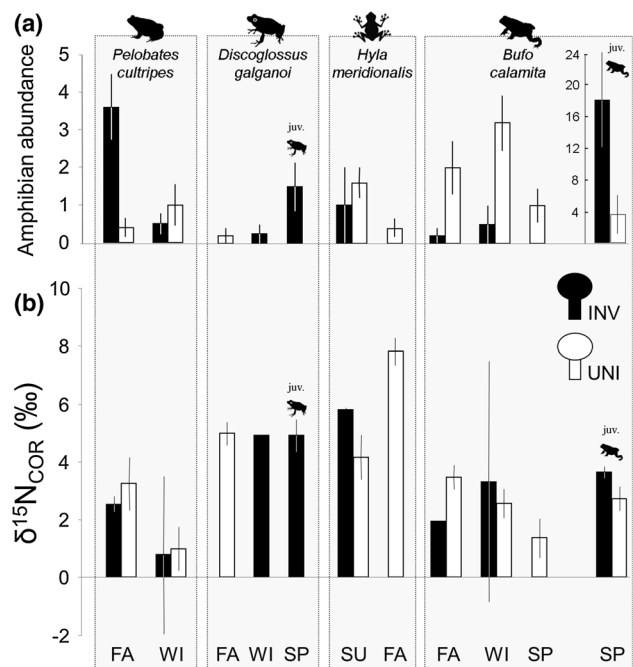 (a)
Pelobates
cultripes
Discoglossus
galganoi
Hyla
meridionalis
Bufo
calamita
juv.
juv.
Amphibian abundance
5
4
3
2
1
0
24
20
16
12
8
4
(b)
INV
UNI
δ¹⁵N_COR (‰)
10
8
6
4
2
0
-2
juv.
juv.
FA WI FA WI SP SU FA FA WI SP SP